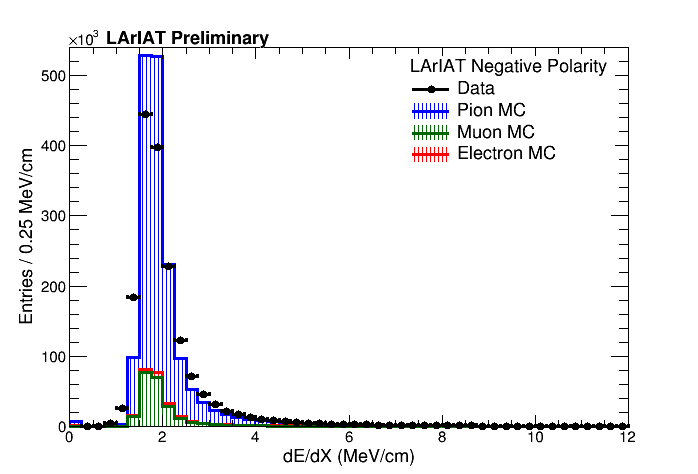 ×10³ LArIAT Preliminary
LArIAT Negative Polarity
Data
Pion MC
Muon MC
Electron MC
Entries / 0.25 MeV/cm
500
400
300
200
100
0
0 2 4 6 8 10 12
dE/dX (MeV/cm)